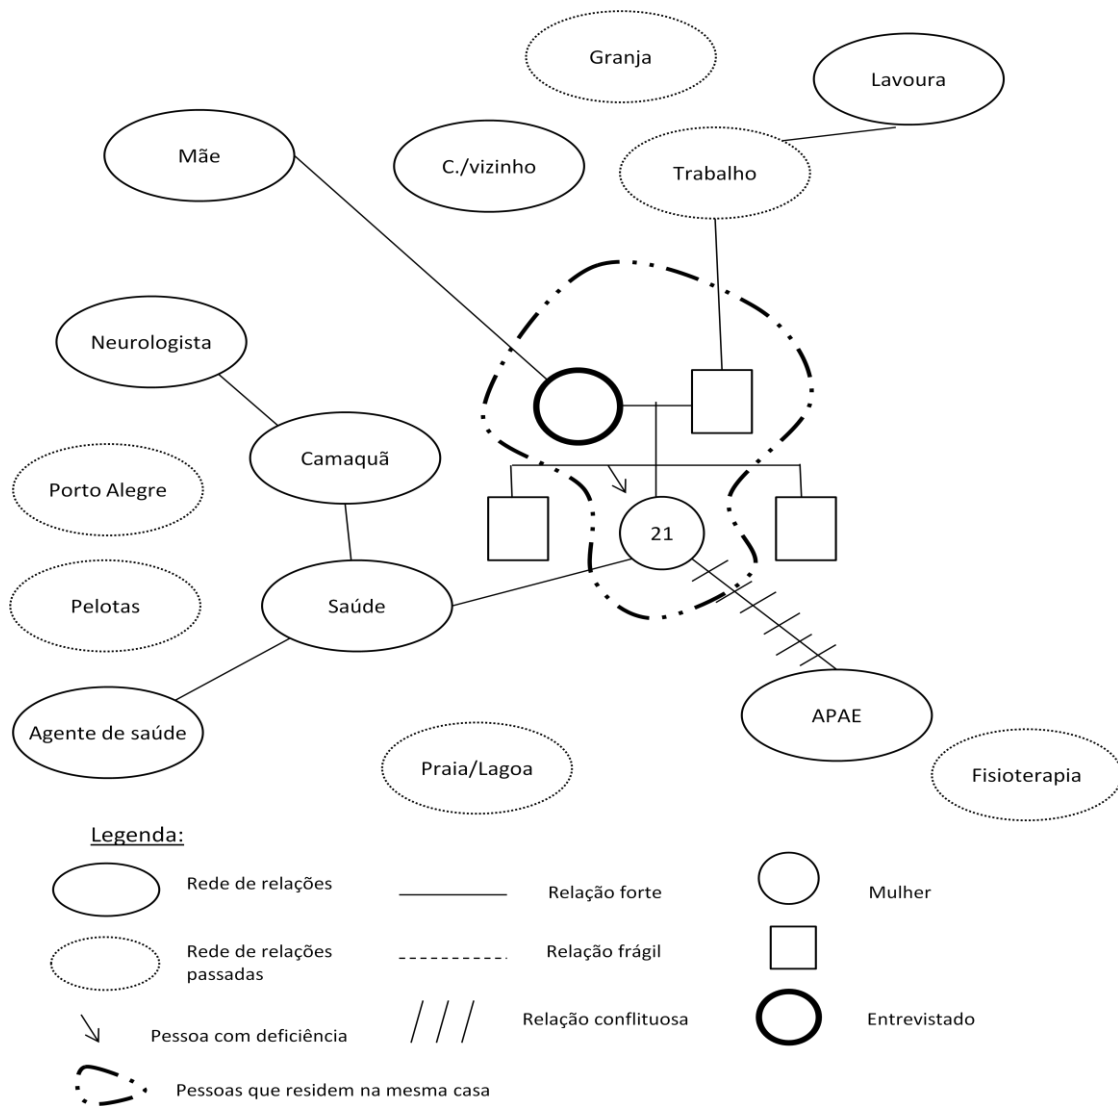 Granja
Lavoura
Mãe
C./vizinho
Trabalho
Neurologista
Camaquã
Porto Alegre
21
Pelotas
Saúde
Agente de saúde
APAE
Praia/Lagoa
Fisioterapia
Legenda:
Rede de relações
Relação forte
Mulher
Rede de relações
passadas
Relação frágil
Pessoa com deficiência
Relação conflituosa
Entrevistado
Pessoas que residem na mesma casa